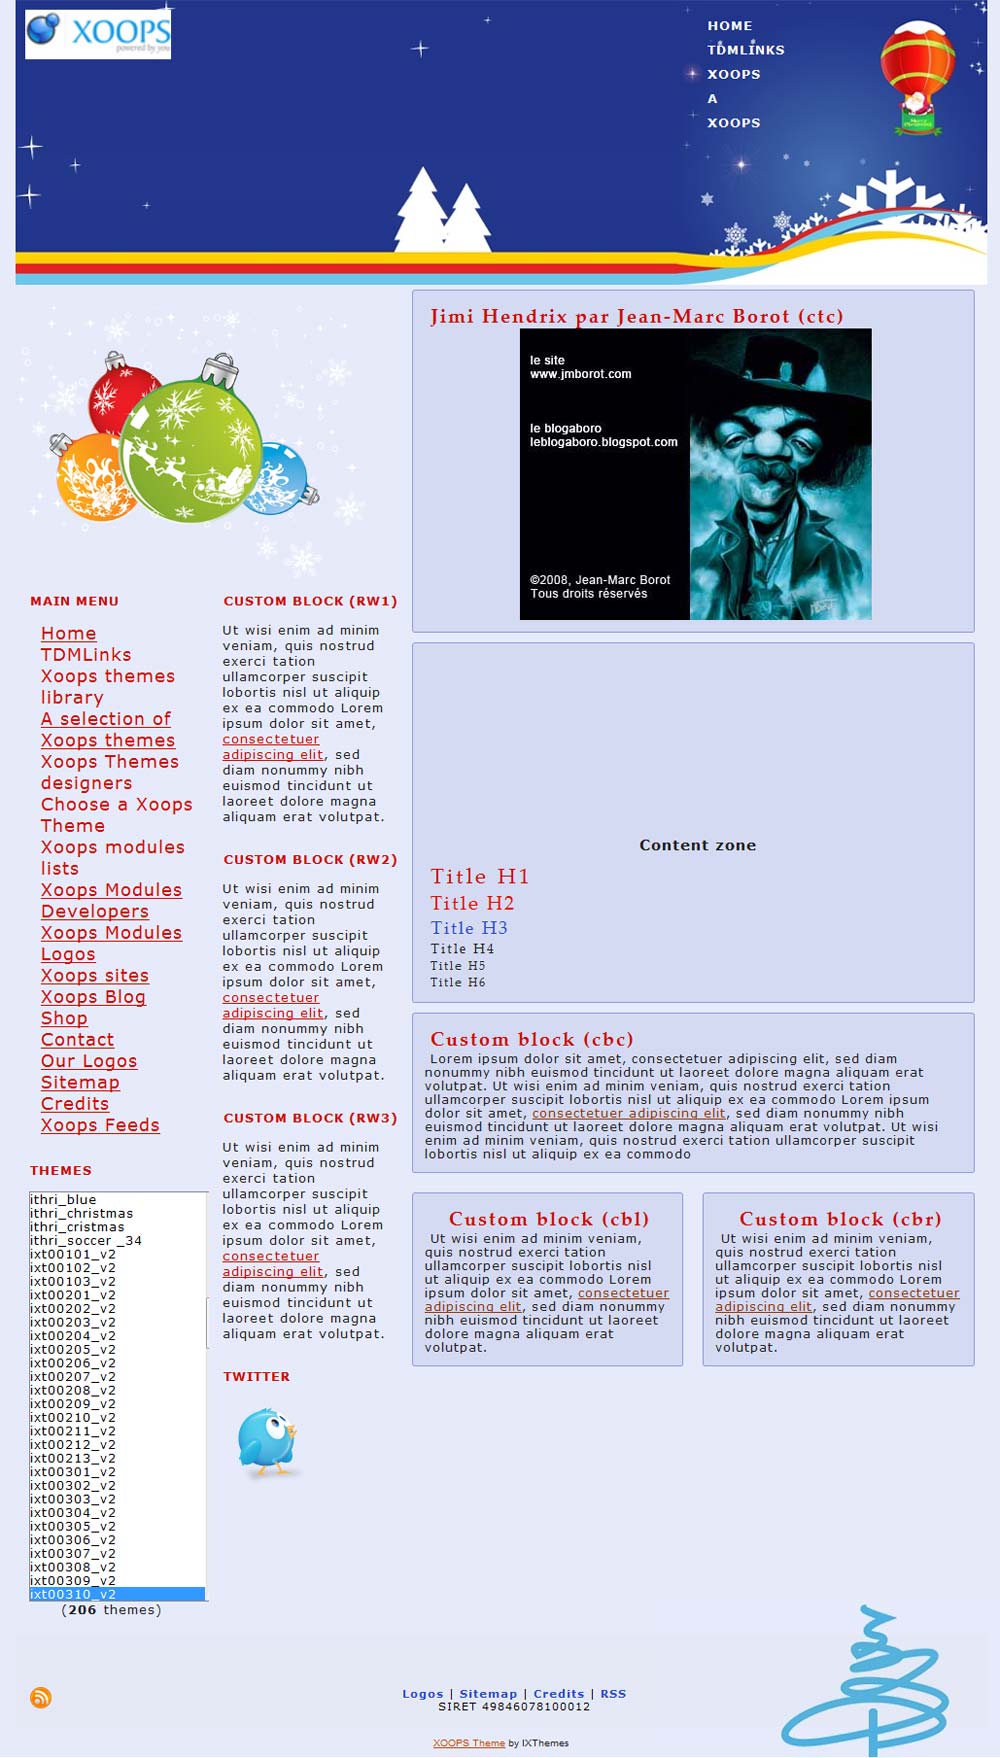 XOOPS
powered by you
HOME
TDMLINKS
XOOPS
A
XOOPS
Jimi Hendrix par Jean-Marc Borot (ctc)
le site
www.jmborot.com
le blogaboro
leblogaboro.blogspot.com
©2008, Jean-Marc Borot
Tous droits réservés
MAIN MENU
Home
TDMLinks
Xoops themes
library
A selection of
Xoops themes
Xoops Themes
designers
Choose a Xoops
Theme
Xoops modules
lists
Xoops Modules
Developers
Xoops Modules
Logos
Xoops sites
Xoops Blog
Shop
Contact
Our Logos
Sitemap
Credits
Xoops Feeds
THEMES
ithri_blue
ithri_christmas
ithri_cristmas
ithri_soccer _34
ixt00101_v2
ixt00102_v2
ixt00103_v2
ixt00201_v2
ixt00202_v2
ixt00203_v2
ixt00204_v2
ixt00205_v2
ixt00206_v2
ixt00207_v2
ixt00208_v2
ixt00209_v2
ixt00210_v2
ixt00211_v2
ixt00212_v2
ixt00213_v2
ixt00301_v2
ixt00302_v2
ixt00303_v2
ixt00304_v2
ixt00305_v2
ixt00306_v2
ixt00307_v2
ixt00308_v2
ixt00309_v2
ixt00310_v2
(206 themes)
CUSTOM BLOCK (RW1)
Ut wisi enim ad minim
veniam, quis nostrud
exerci tation
ullamcorper suscipit
lobortis nisl ut aliquip
ex ea commodo Lorem
ipsum dolor sit amet,
consectetuer
adipiscing elit, sed
diam nonummy nibh
euismod tincidunt ut
laoreet dolore magna
aliquam erat volutpat.
CUSTOM BLOCK (RW2)
Ut wisi enim ad minim
veniam, quis nostrud
exerci tation
ullamcorper suscipit
lobortis nisl ut aliquip
ex ea commodo Lorem
ipsum dolor sit amet,
consectetuer
adipiscing elit, sed
diam nonummy nibh
euismod tincidunt ut
laoreet dolore magna
aliquam erat volutpat.
CUSTOM BLOCK (RW3)
Ut wisi enim ad minim
veniam, quis nostrud
exerci tation
ullamcorper suscipit
lobortis nisl ut aliquip
ex ea commodo Lorem
ipsum dolor sit amet,
consectetuer
adipiscing elit, sed
diam nonummy nibh
euismod tincidunt ut
laoreet dolore magna
aliquam erat volutpat.
TWITTER
Content zone
Title H1
Title H2
Title H3
Title H4
Title H5
Title H6
Custom block (cbc)
Lorem ipsum dolor sit amet, consectetuer adipiscing elit, sed diam
nonummy nibh euismod tincidunt ut laoreet dolore magna aliquam erat
volutpat. Ut wisi enim ad minim veniam, quis nostrud exerci tation
ullamcorper suscipit lobortis nisl ut aliquip ex ea commodo Lorem ipsum
dolor sit amet, consectetuer adipiscing elit, sed diam nonummy nibh
euismod tincidunt ut laoreet dolore magna aliquam erat volutpat. Ut wisi
enim ad minim veniam, quis nostrud exerci tation ullamcorper suscipit
lobortis nisl ut aliquip ex ea commodo
Custom block (cbl)
Ut wisi enim ad minim veniam,
quis nostrud exerci tation
ullamcorper suscipit lobortis nisl
ut aliquip ex ea commodo Lorem
ipsum dolor sit amet, consectetuer
adipiscing elit, sed diam nonummy
nibh euismod tincidunt ut laoreet
dolore magna aliquam erat
volutpat.
Custom block (cbr)
Ut wisi enim ad minim veniam,
quis nostrud exerci tation
ullamcorper suscipit lobortis nisl
ut aliquip ex ea commodo Lorem
ipsum dolor sit amet, consectetuer
adipiscing elit, sed diam nonummy
nibh euismod tincidunt ut laoreet
dolore magna aliquam erat
volutpat.
Logos | Sitemap | Credits | RSS
SIRET 49846078100012
XOOPS Theme by IXThemes